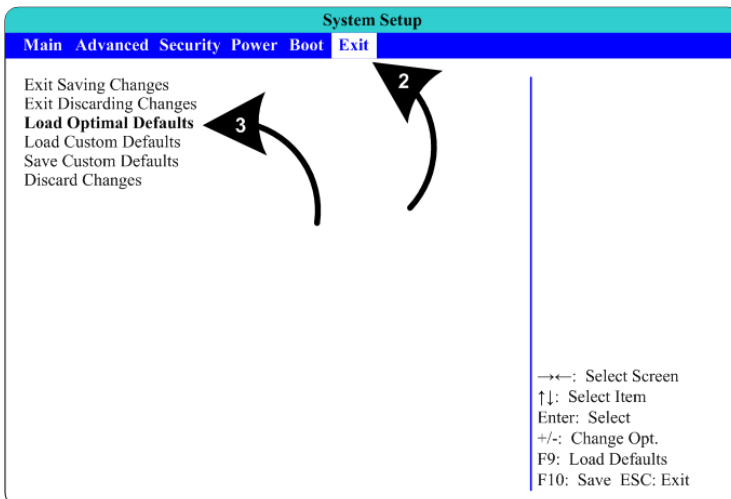 System Setup
Main Advanced Security Power Boot Exit
2
Exit Saving Changes
Exit Discarding Changes
Load Optimal Defaults
3
Load Custom Defaults
Save Custom Defaults
Discard Changes
→←: Select Screen
↑↓: Select Item
Enter: Select
+/-: Change Opt.
F9: Load Defaults
F10: Save ESC: Exit